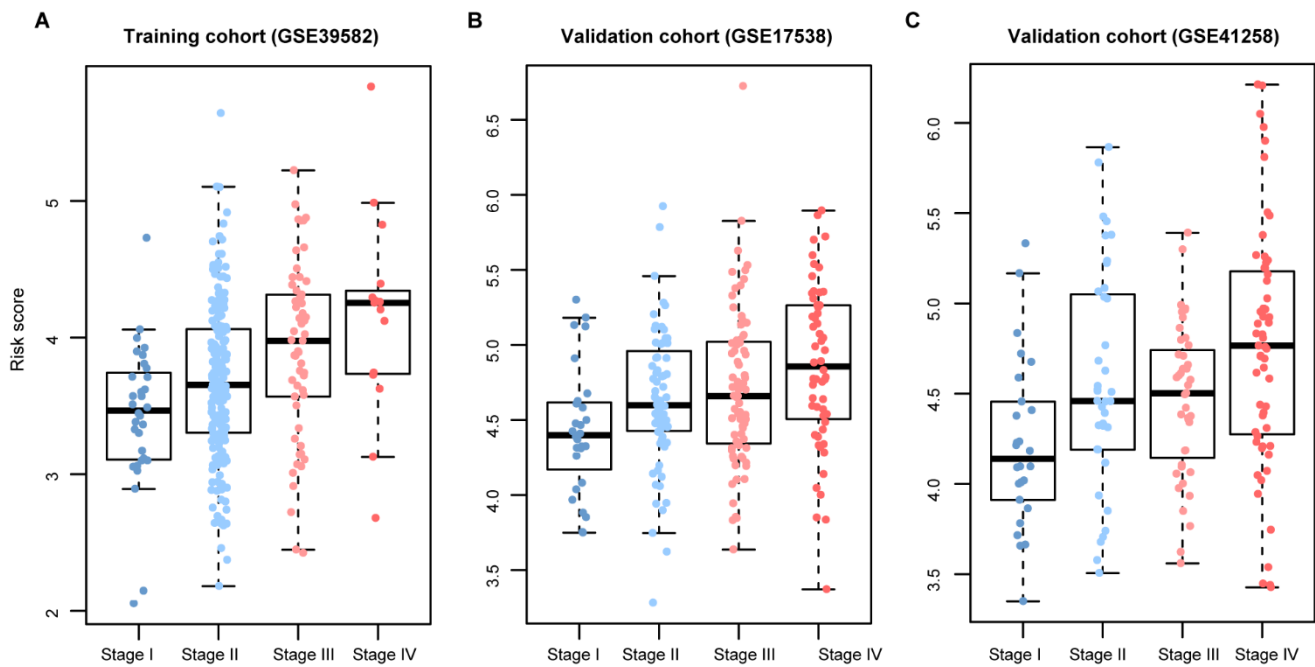 A
Training cohort (GSE39582)
Risk score
5
4
3
2
Stage I
Stage II
Stage III
Stage IV
B
Validation cohort (GSE17538)
6.5
6.0
5.5
5.0
4.5
4.0
3.5
Stage I
Stage II
Stage III
Stage IV
C
Validation cohort (GSE41258)
6.0
5.5
5.0
4.5
4.0
3.5
Stage I
Stage II
Stage III
Stage IV